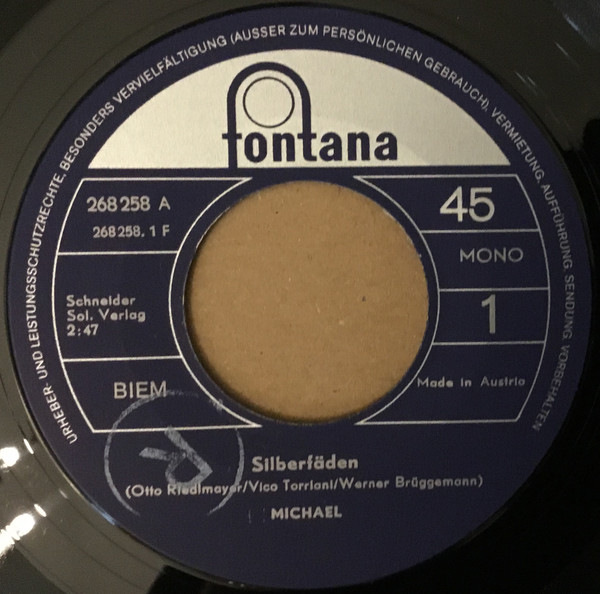 URHEBER- UND LEISTUNGSSCHUTZRECHTE, BESONDERS VERVIELFÄLTIGUNG (AUSSER ZUM PERSÖNLICHEN GEBRAUCH), VERMIETUNG, AUFFÜHRUNG, SENDUNG, VORBEHALTEN
fontana
268 258 A
268 258.1 F
Schneider
Sol. Verlag
2:47
BIEM
45
MONO
1
Made in Austria
R
Silberfäden
(Otto Riedlmayer/Vico Torriani/Werner Brüggemann)
MICHAEL